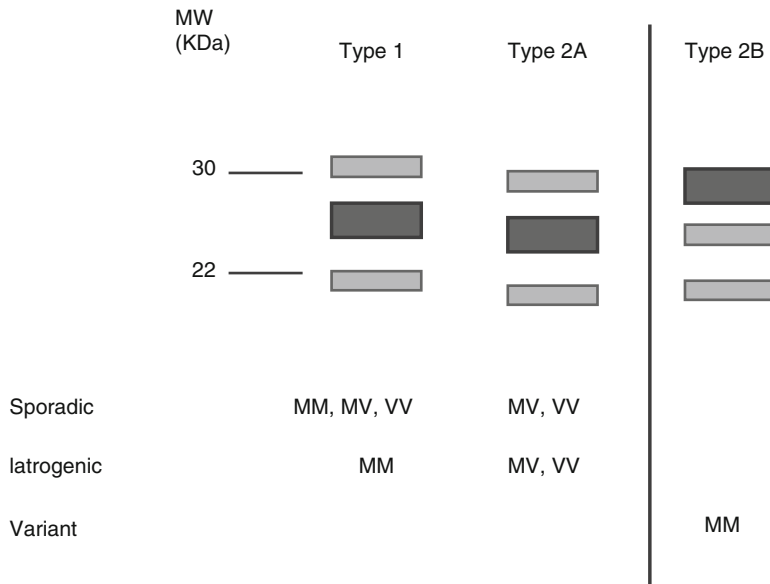 MW
(KDa)
Type 1 Type 2A Type 2B
30
22
Sporadic MM, MV, VV MV, VV
Iatrogenic MM MV, VV
Variant MM